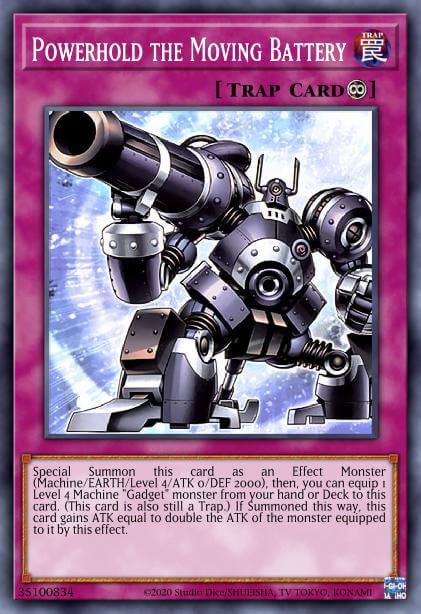 POWERHOLD THE MOVING BATTERY
TRAP
罠
[TRAP CARD]
Special Summon this card as an Effect Monster
(Machine/EARTH/Level 4/ATK 0/DEF 2000), then, you can equip 1
Level 4 Machine "Gadget" monster from your hand or Deck to this
card. (This card is also still a Trap.) If Summoned this way, this
card gains ATK equal to double the ATK of the monster equipped
to it by this effect.
35100834
©2020 Studio Dice/SHUEISHA, TV TOKYO, KONAMI